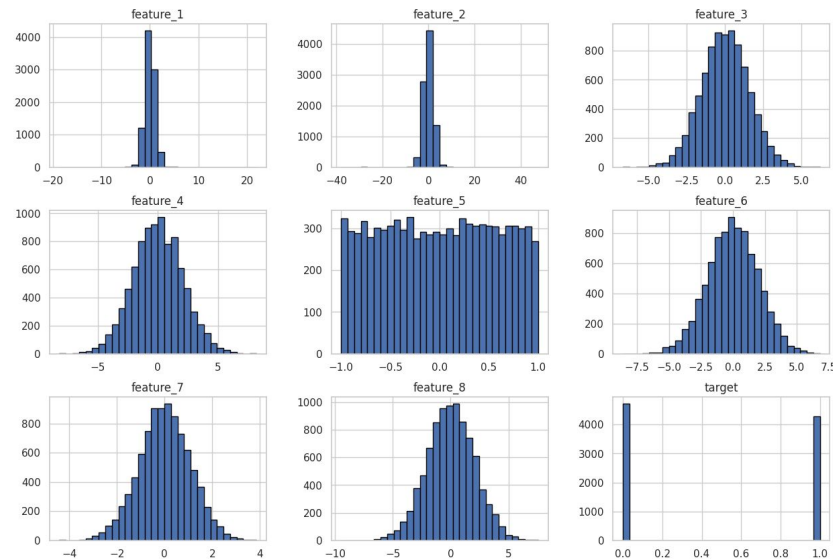 feature_1 feature_2 feature_3
4000 3000 2000 1000 0
−20 −10 0 10 20
4000 3000 2000 1000 0
−40 −20 0 20 40
800 600 400 200 0
−5.0 −2.5 0.0 2.5 5.0
feature_4 feature_5 feature_6
1000 800 600 400 200 0
−5 0 5
300 200 100 0
−1.0 −0.5 0.0 0.5 1.0
800 600 400 200 0
−7.5 −5.0 −2.5 0.0 2.5 5.0 7.5
feature_7 feature_8 target
800 600 400 200 0
−4 −2 0 2 4
1000 800 600 400 200 0
−10 −5 0 5
4000 3000 2000 1000 0
0.0 0.2 0.4 0.6 0.8 1.0